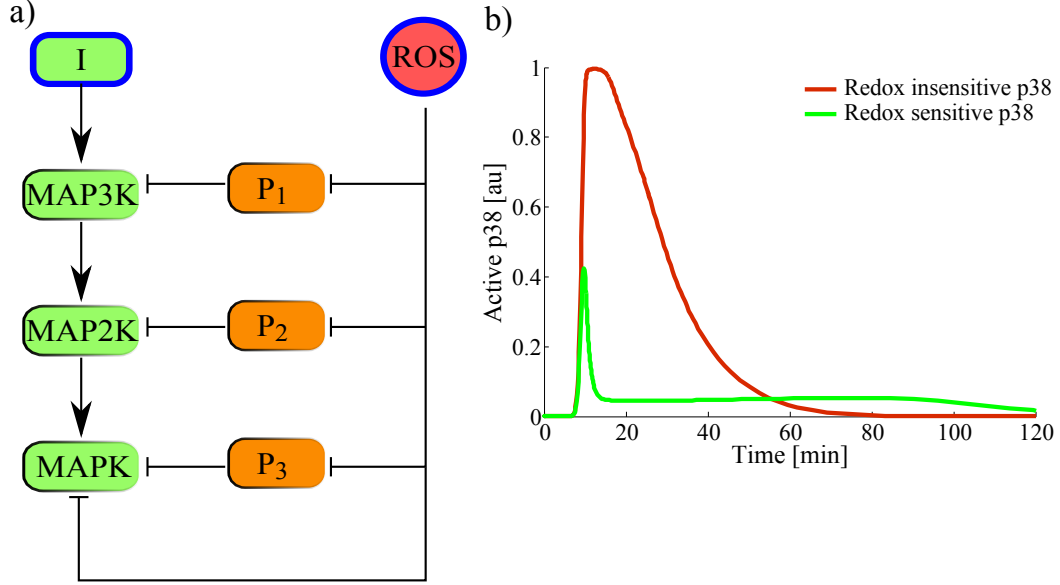 a)
I
ROS
MAP3K
P1
MAP2K
P2
MAPK
P3
b)
Redox insensitive p38
Redox sensitive p38
Active p38 [au]
1
0.8
0.6
0.4
0.2
0
0 20 40 60 80 100 120
Time [min]